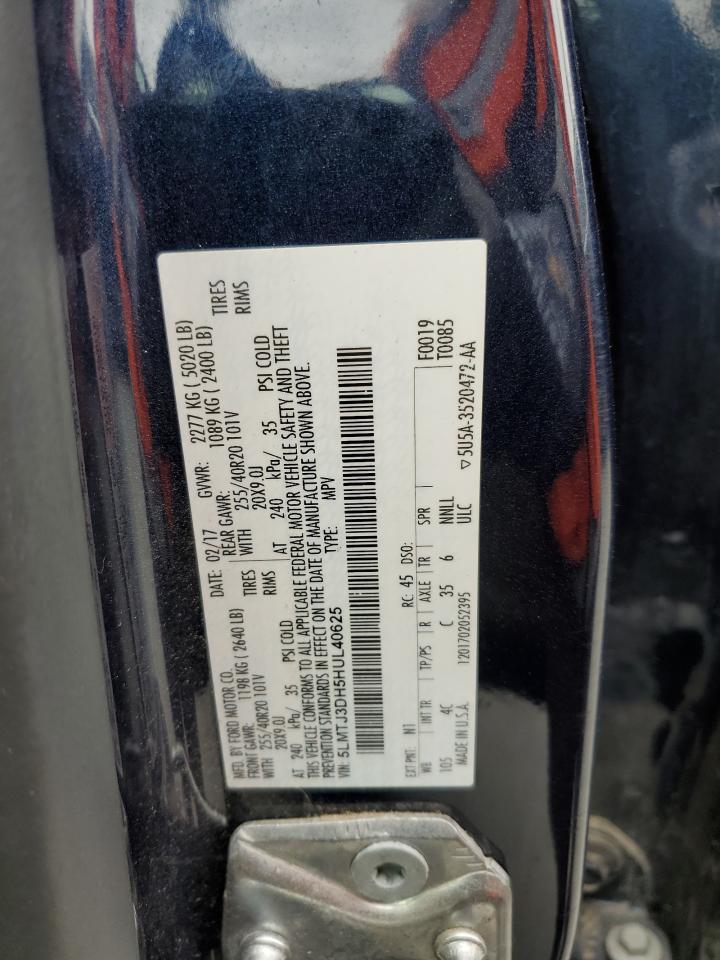 MFD. BY FORD MOTOR CO. DATE: 02/17 GVWR: 2277 KG ( 5020 LB)
FRONT GAWR: 1198 KG ( 2640 LB) REAR GAWR: 1089 KG ( 2400 LB)
WITH 255/40R20 101V TIRES WITH 255/40R20 101V TIRES
20X9.0J RIMS 20X9.0J RIMS
AT 240 kPa/ 35 PSI COLD AT 240 kPa/ 35 PSI COLD
THIS VEHICLE CONFORMS TO ALL APPLICABLE FEDERAL MOTOR VEHICLE SAFETY AND THEFT
PREVENTION STANDARDS IN EFFECT ON THE DATE OF MANUFACTURE SHOWN ABOVE.
VIN: 5LMTJ3DH5HUL40625 TYPE: MPV
F0019
EXT PNT: N1 RC: 45 DSO: T0085
WB INT TR TP/PS R AXLE TR SPR
105 4C C 35 6 NNLL
MADE IN U.S.A. 1201702052395 ULC ▽5U5A-3520472-AA